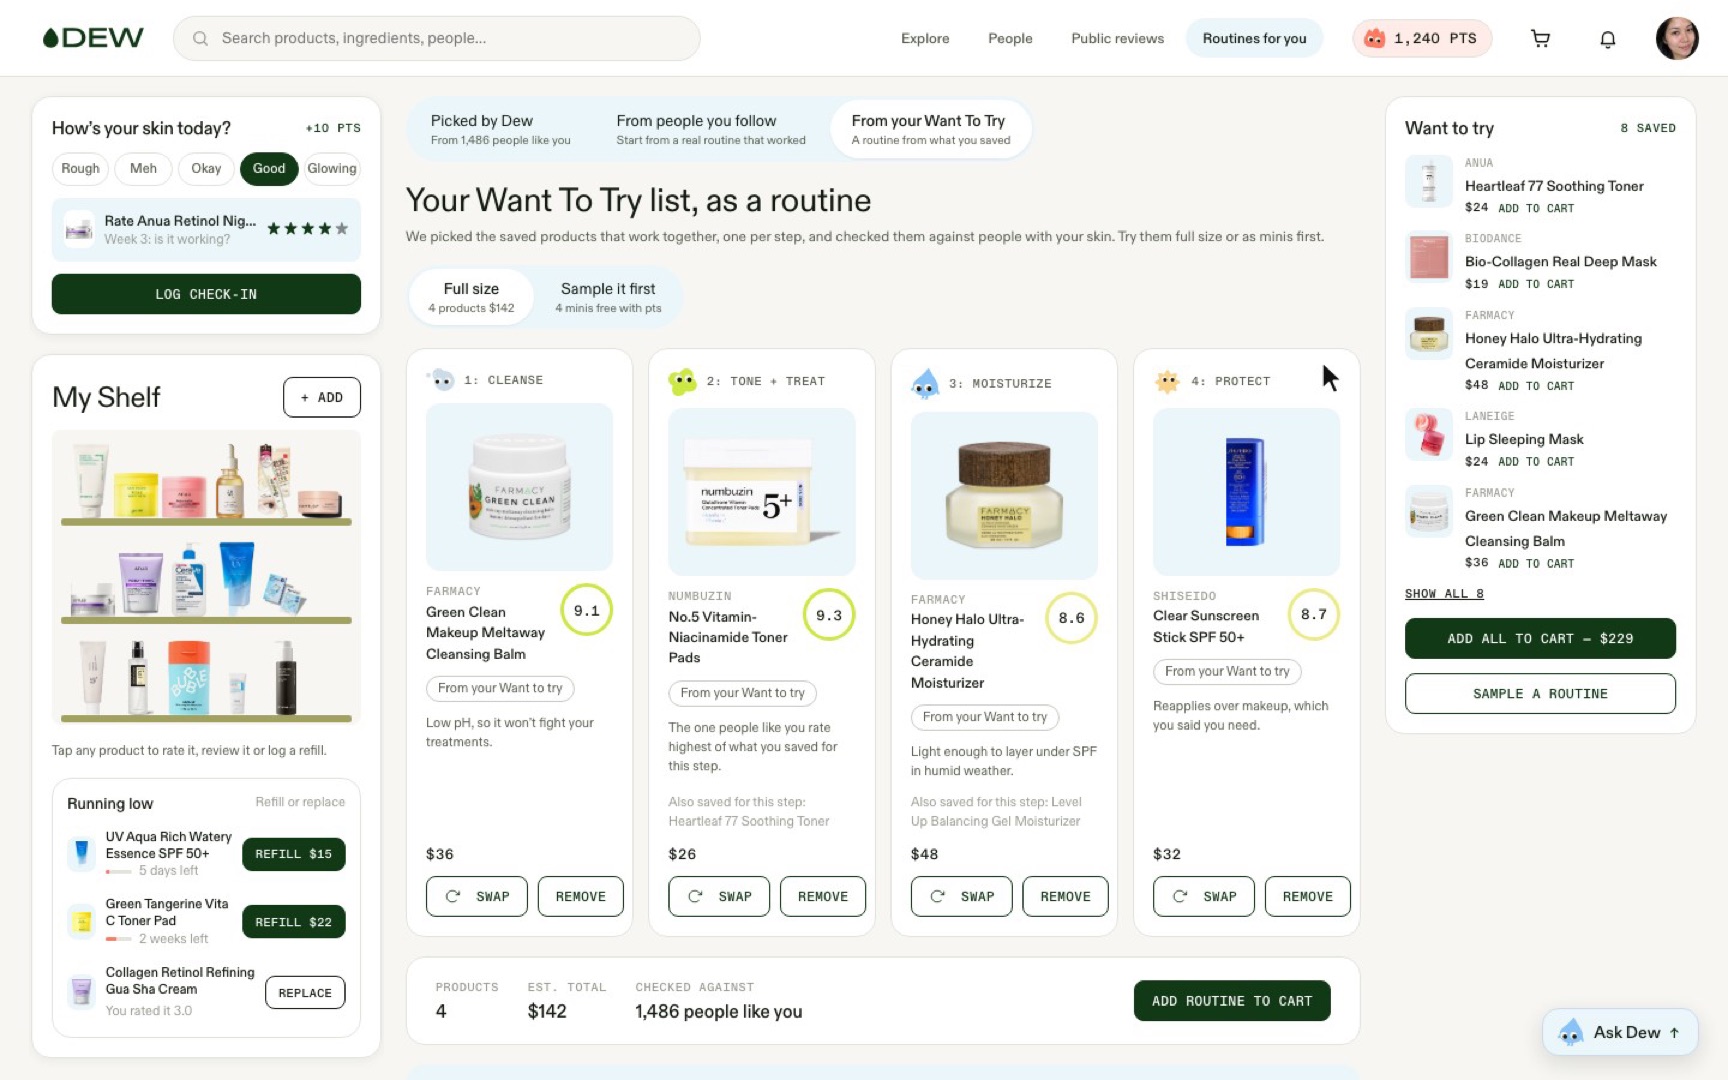 DEW
Search products, ingredients, people...
Explore
People
Public reviews
Routines for you
1,240 PTS
How's your skin today?
+10 PTS
Rough
Meh
Okay
Good
Glowing
Rate Anua Retinol Nig...
Week 3: is it working?
LOG CHECK-IN
My Shelf
+ ADD
BUBBLE
Tap any product to rate it, review it or log a refill.
Running low
Refill or replace
UV Aqua Rich Watery
Essence SPF 50+
5 days left
REFILL $15
Green Tangerine Vita
C Toner Pad
2 weeks left
REFILL $22
Collagen Retinol Refining
Gua Sha Cream
You rated it 3.0
REPLACE
Picked by Dew
From 1,486 people like you
From people you follow
Start from a real routine that worked
From your Want To Try
A routine from what you saved
Your Want To Try list, as a routine
We picked the saved products that work together, one per step, and checked them against people with your skin. Try them full size or as minis first.
Full size
4 products $142
Sample it first
4 minis free with pts
1: CLEANSE
FARMACY
GREEN CLEAN
FARMACY
Green Clean
Makeup Meltaway
Cleansing Balm
9.1
From your Want to try
Low pH, so it won't fight your
treatments.
$36
SWAP
REMOVE
2: TONE + TREAT
numbuzin
5+
NUMBUZIN
No.5 Vitamin-
Niacinamide Toner
Pads
9.3
From your Want to try
The one people like you rate
highest of what you saved for
this step.
Also saved for this step:
Heartleaf 77 Soothing Toner
$26
SWAP
REMOVE
3: MOISTURIZE
FARMACY
HONEY HALO
FARMACY
Honey Halo Ultra-
Hydrating
Ceramide
Moisturizer
8.6
From your Want to try
Light enough to layer under SPF
in humid weather.
Also saved for this step: Level
Up Balancing Gel Moisturizer
$48
SWAP
REMOVE
4: PROTECT
SHISEIDO
SHISEIDO
Clear Sunscreen
Stick SPF 50+
8.7
From your Want to try
Reapplies over makeup, which
you said you need.
$32
SWAP
REMOVE
PRODUCTS
4
EST. TOTAL
$142
CHECKED AGAINST
1,486 people like you
ADD ROUTINE TO CART
Want to try
8 SAVED
ANUA
Heartleaf 77 Soothing Toner
$24 ADD TO CART
BIODANCE
Bio-Collagen Real Deep Mask
$19 ADD TO CART
FARMACY
Honey Halo Ultra-Hydrating
Ceramide Moisturizer
$48 ADD TO CART
LANEIGE
Lip Sleeping Mask
$24 ADD TO CART
FARMACY
Green Clean Makeup Meltaway
Cleansing Balm
$36 ADD TO CART
SHOW ALL 8
ADD ALL TO CART – $229
SAMPLE A ROUTINE
Ask Dew ↑